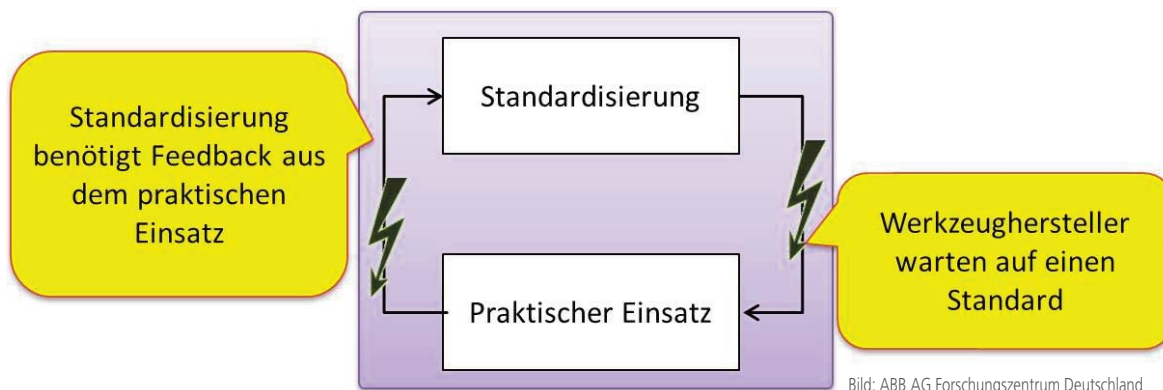 Standardisierung
benötigt Feedback aus
dem praktischen
Einsatz
Standardisierung
Praktischer Einsatz
Werkzeughersteller
warten auf einen
Standard
Bild: ABB AG Forschungszentrum Deutschland